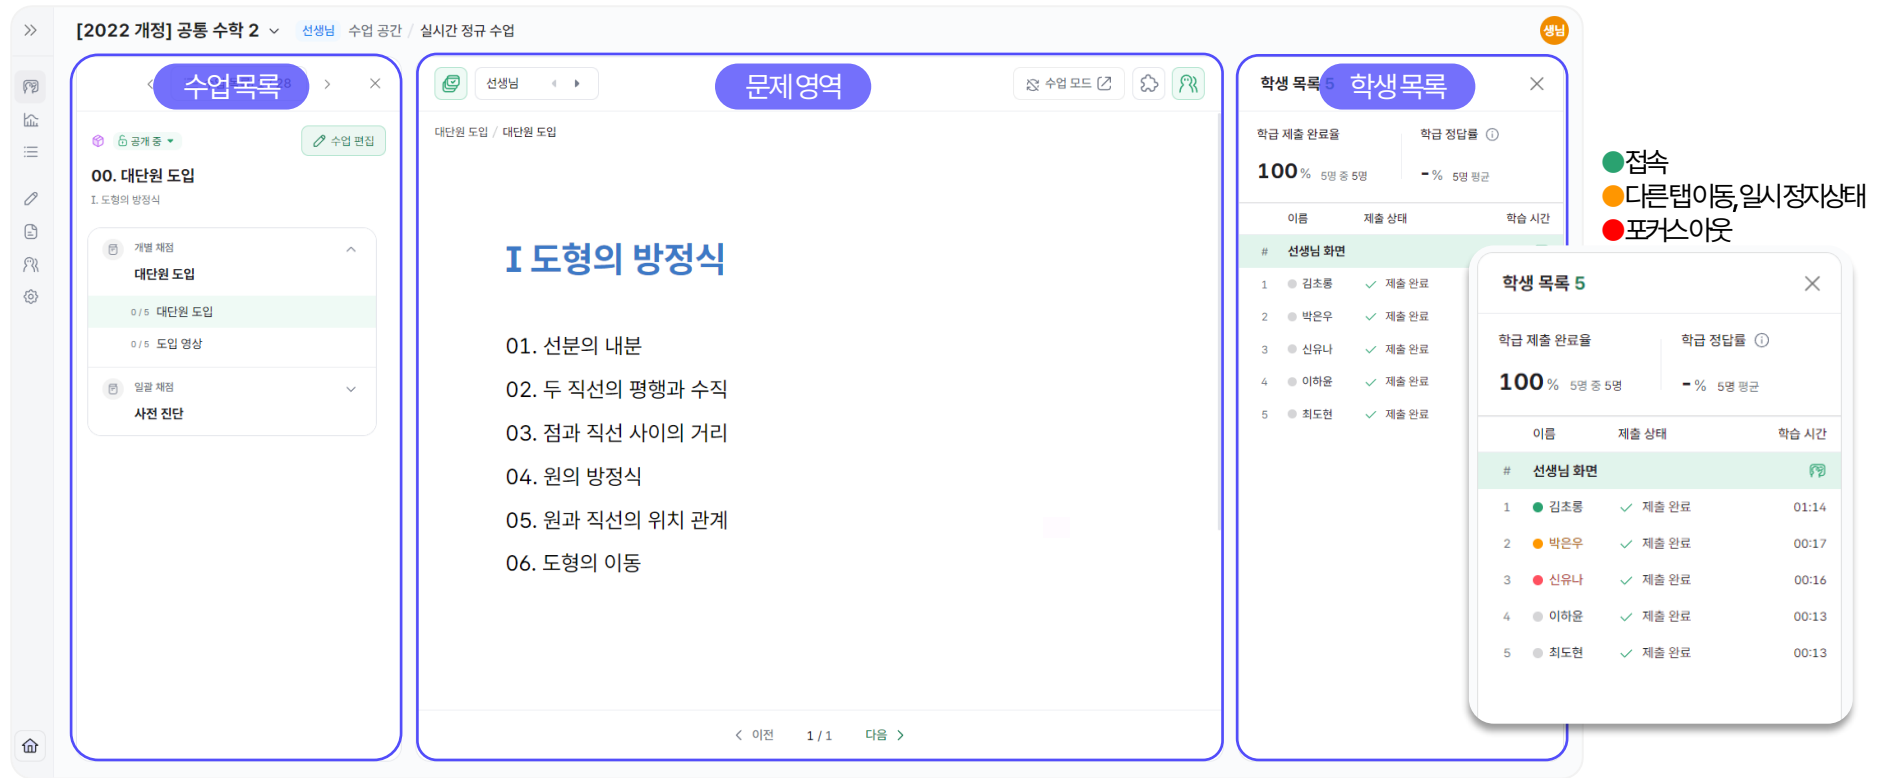 [2022 개정] 공통 수학 2
선생님 수업 공간 / 실시간 정규 수업
생님
수업 목록
28
공개 중
수업 편집
00. 대단원 도입
I. 도형의 방정식
개별 채점
대단원 도입
0 / 5 대단원 도입
0 / 5 도입 영상
일괄 채점
사전 진단
선생님
문제 영역
수업 모드
대단원 도입 / 대단원 도입
I 도형의 방정식
01. 선분의 내분
02. 두 직선의 평행과 수직
03. 점과 직선 사이의 거리
04. 원의 방정식
05. 원과 직선의 위치 관계
06. 도형의 이동
이전 1 / 1 다음
학생 목록 5
학생 목록
학급 제출 완료율 학급 정답률
100 % 5명 중 5명 - % 5명 평균
이름 제출 상태 학습 시간
# 선생님 화면
1 김초롱 제출 완료
2 박은우 제출 완료
3 신유나 제출 완료
4 이하윤 제출 완료
5 최도현 제출 완료
접속
다른 탭 이동, 일시 정지상태
포커스 아웃
학생 목록 5
학급 제출 완료율 학급 정답률
100 % 5명 중 5명 - % 5명 평균
이름 제출 상태 학습 시간
# 선생님 화면
1 김초롱 제출 완료 01:14
2 박은우 제출 완료 00:17
3 신유나 제출 완료 00:16
4 이하윤 제출 완료 00:13
5 최도현 제출 완료 00:13